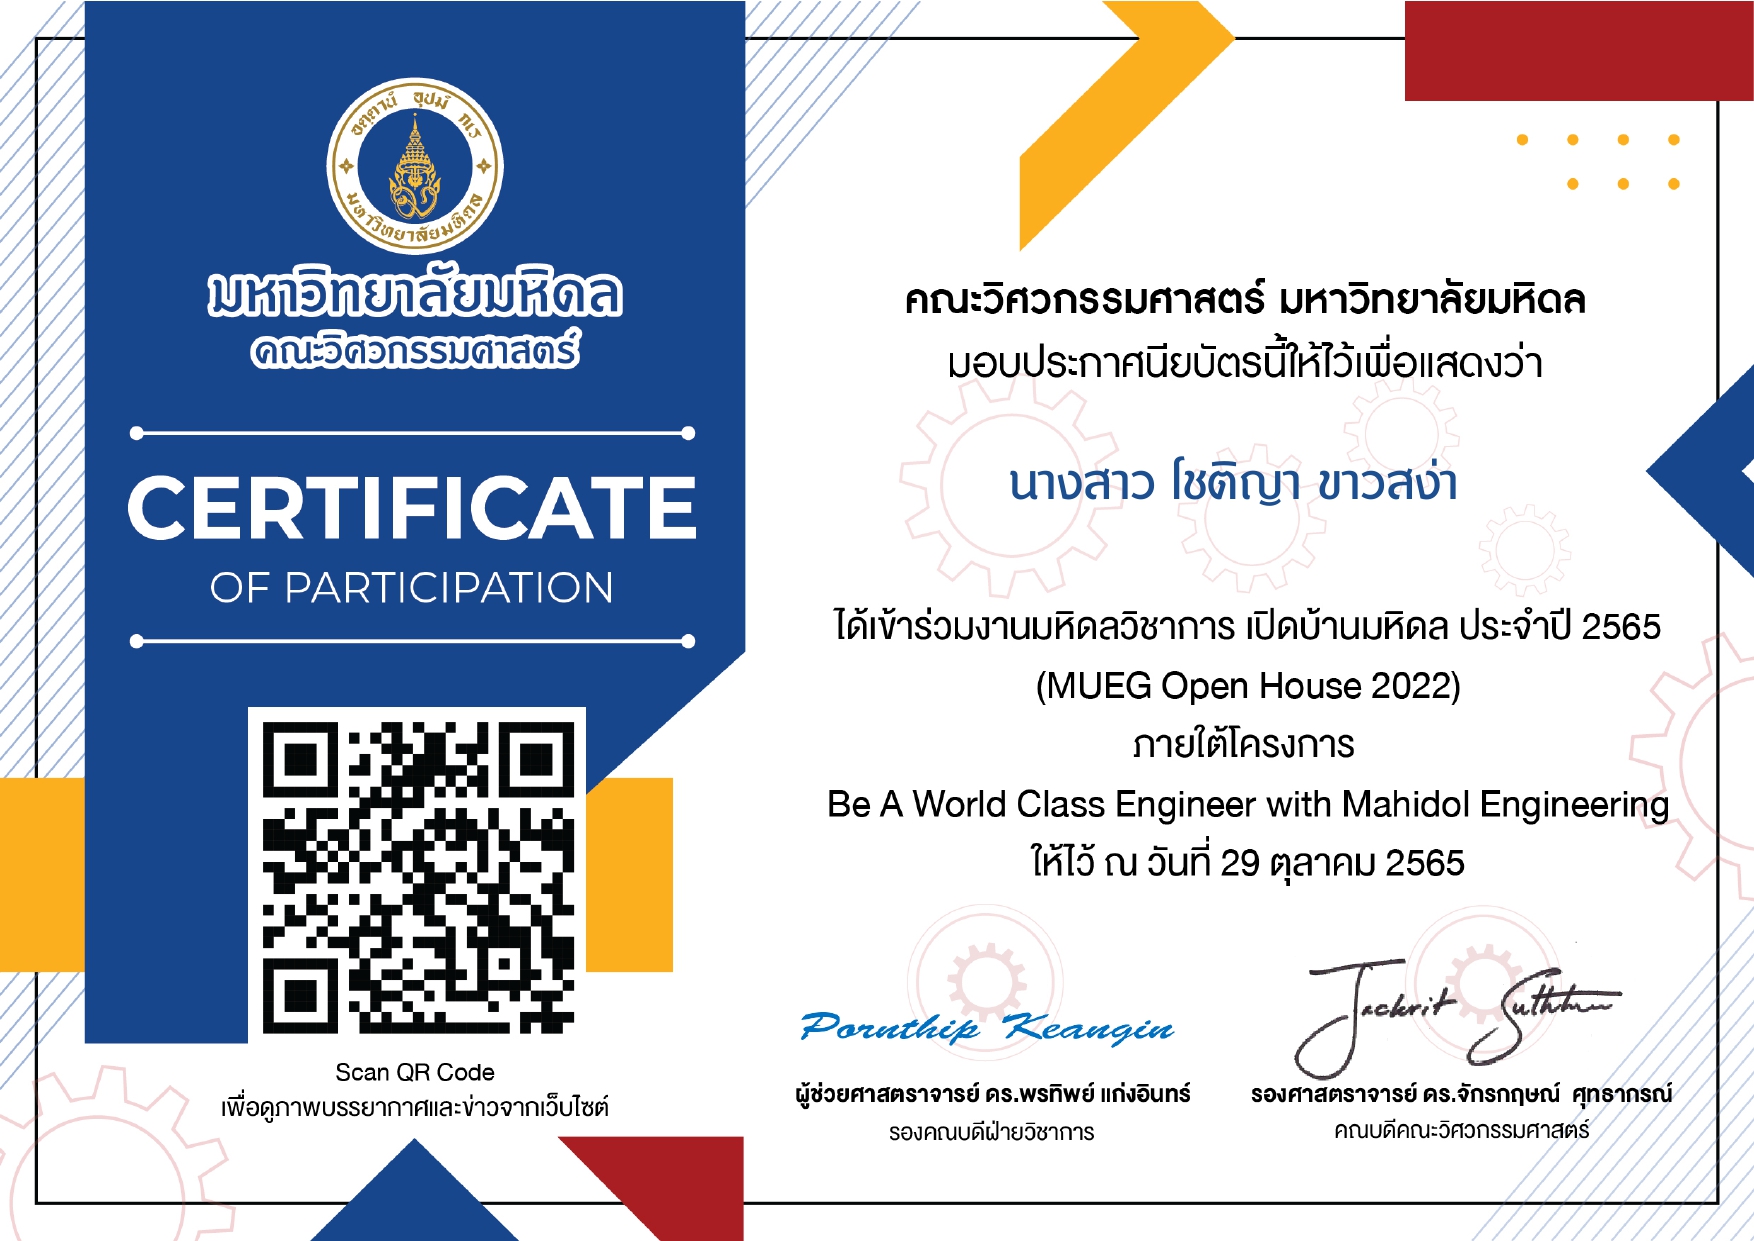 อตฺตานํ อุปมํ กเร
มหาวิทยาลัยมหิดล
มหาวิทยาลัยมหิดล
คณะวิศวกรรมศาสตร์
CERTIFICATE
OF PARTICIPATION
Scan QR Code
เพื่อดูภาพบรรยากาศและข่าวจากเว็บไซต์
คณะวิศวกรรมศาสตร์ มหาวิทยาลัยมหิดล
มอบประกาศนียบัตรนี้ให้ไว้เพื่อแสดงว่า
นางสาว โชติญา ขาวสง่า
ได้เข้าร่วมงานมหิดลวิชาการ เปิดบ้านมหิดล ประจำปี 2565
(MUEG Open House 2022)
ภายใต้โครงการ
Be A World Class Engineer with Mahidol Engineering
ให้ไว้ ณ วันที่ 29 ตุลาคม 2565
Pornthip Keangin
ผู้ช่วยศาสตราจารย์ ดร.พรทิพย์ แก่งอินทร์
รองคณบดีฝ่ายวิชาการ
Jackrit
รองศาสตราจารย์ ดร.จักรกฤษณ์ ศุทธากรณ์
คณบดีคณะวิศวกรรมศาสตร์